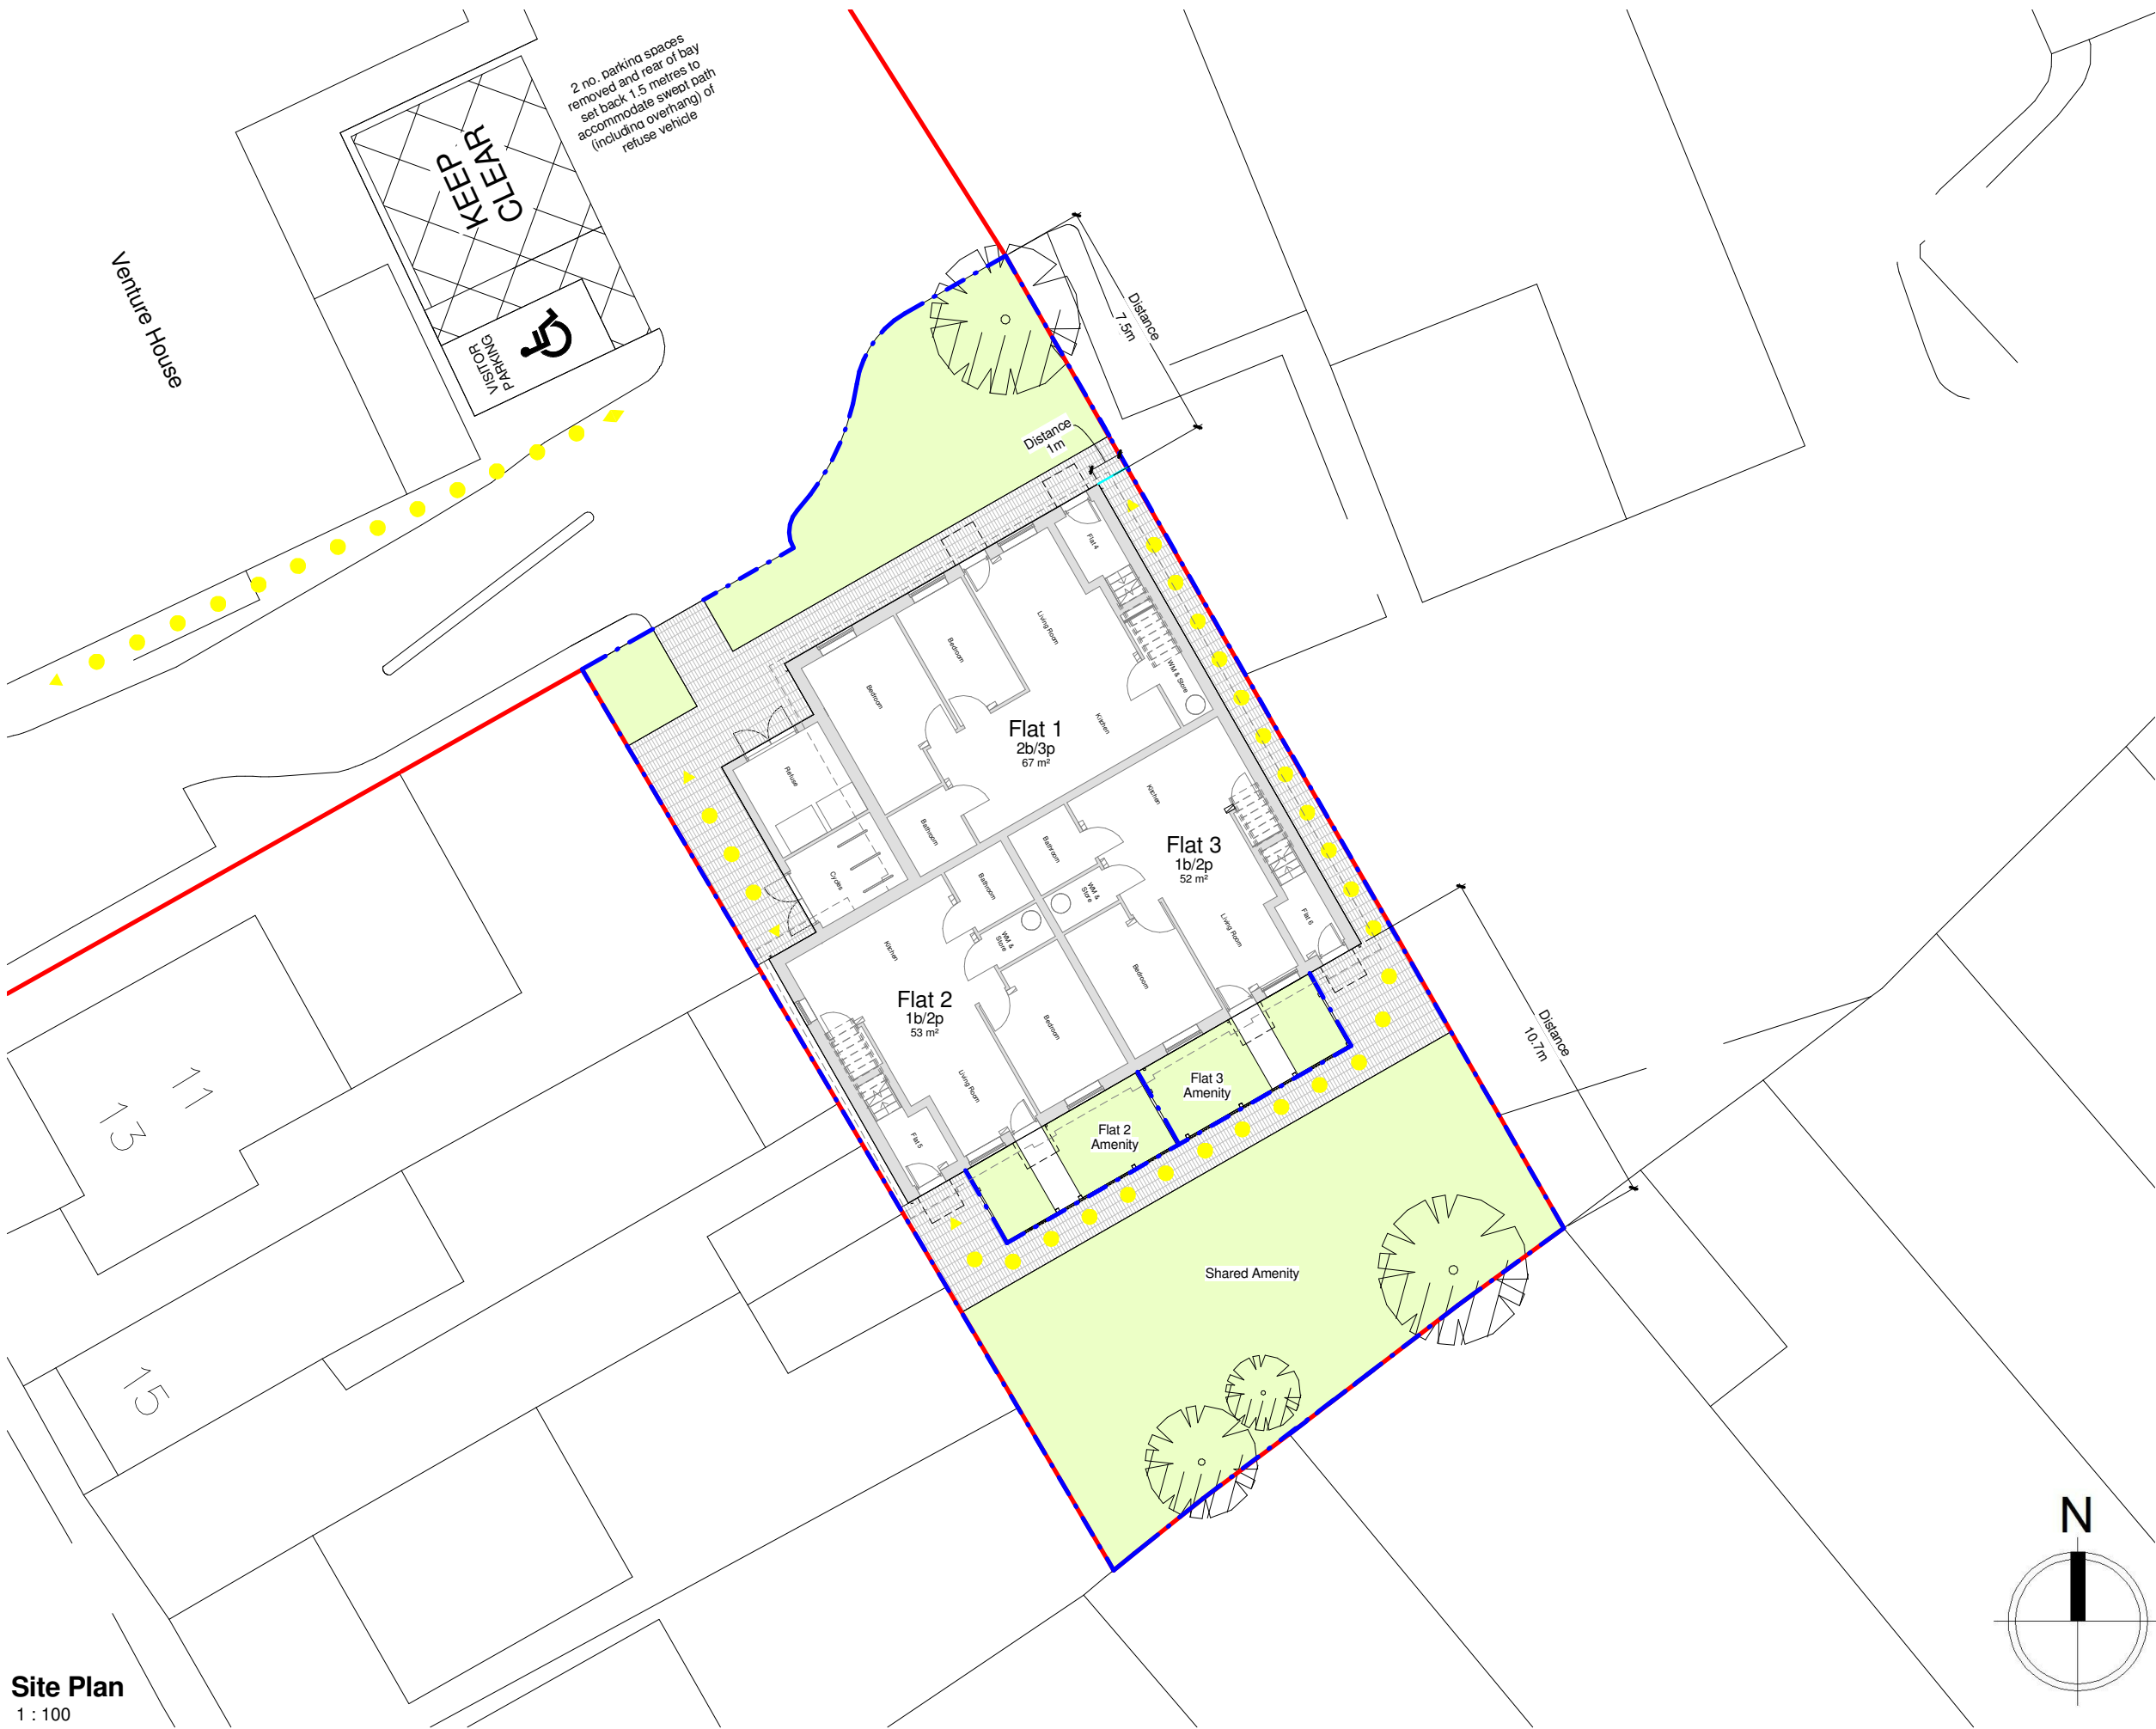 2 no. parking spaces
removed and rear of bay
set back 1.5 metres to
accommodate swept path
(including overhang) of
refuse vehicle
KEEP
CLEAR
VISITOR
PARKING
Venture House
Distance
7.5m
Distance
1m
Flat 4
Living Room
Bedroom
Bedroom
WM & Store
Kitchen
Flat 1
2b/3p
67 m²
Refuse
Bathroom
Cycles
Kitchen
Bathroom
Flat 3
1b/2p
52 m²
WM &
Store
Living Room
Flat 6
Bedroom
Bathroom
WM &
Store
Kitchen
Flat 2
1b/2p
53 m²
Bedroom
Living Room
Flat 5
Flat 3
Amenity
Flat 2
Amenity
Distance
10.7m
Shared Amenity
11
13
15
N
Site Plan
1 : 100